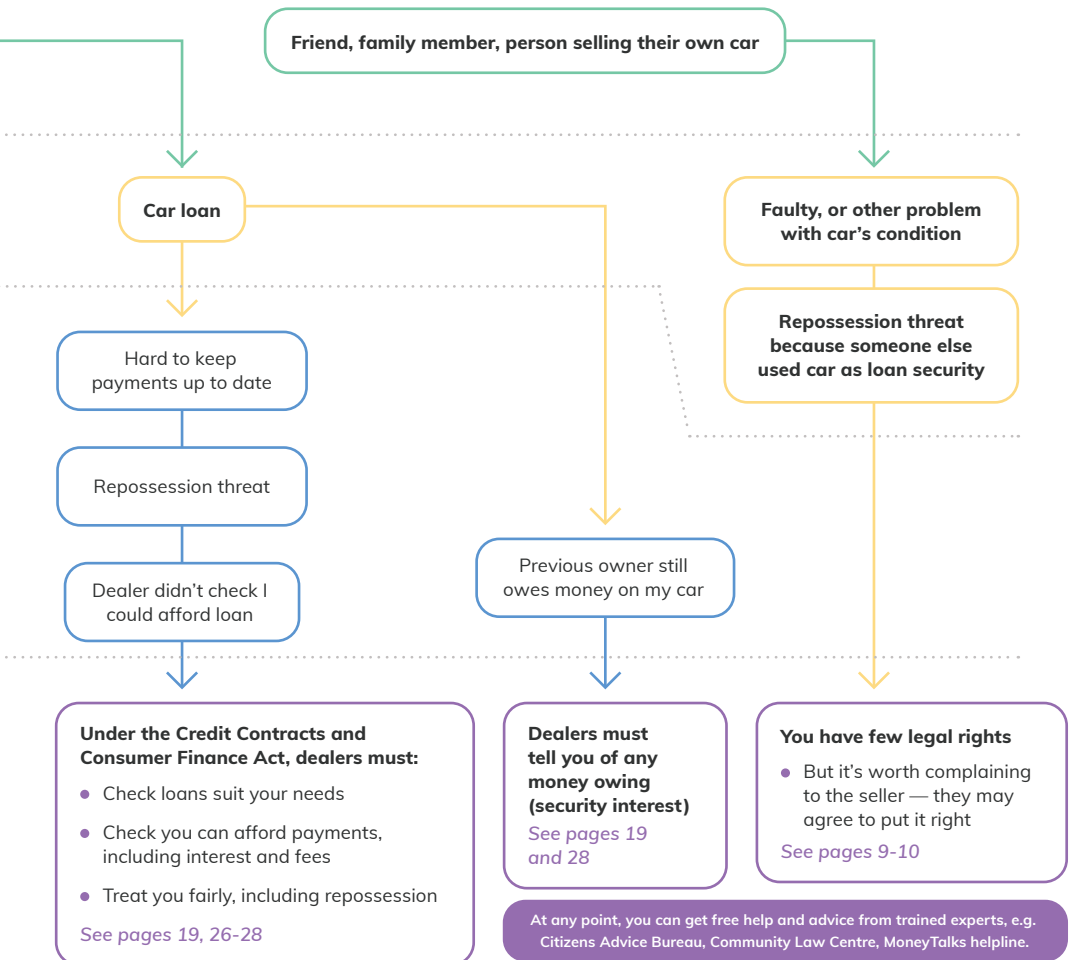 Friend, family member, person selling their own car
Car loan
Faulty, or other problem
with car’s condition
Repossession threat
because someone else
used car as loan security
Hard to keep
payments up to date
Repossession threat
Dealer didn’t check I
could afford loan
Previous owner still
owes money on my car
Under the Credit Contracts and
Consumer Finance Act, dealers must:
• Check loans suit your needs
• Check you can afford payments,
including interest and fees
• Treat you fairly, including repossession
See pages 19, 26-28
Dealers must
tell you of any
money owing
(security interest)
See pages 19
and 28
You have few legal rights
• But it’s worth complaining
to the seller — they may
agree to put it right
See pages 9-10
At any point, you can get free help and advice from trained experts, e.g.
Citizens Advice Bureau, Community Law Centre, MoneyTalks helpline.